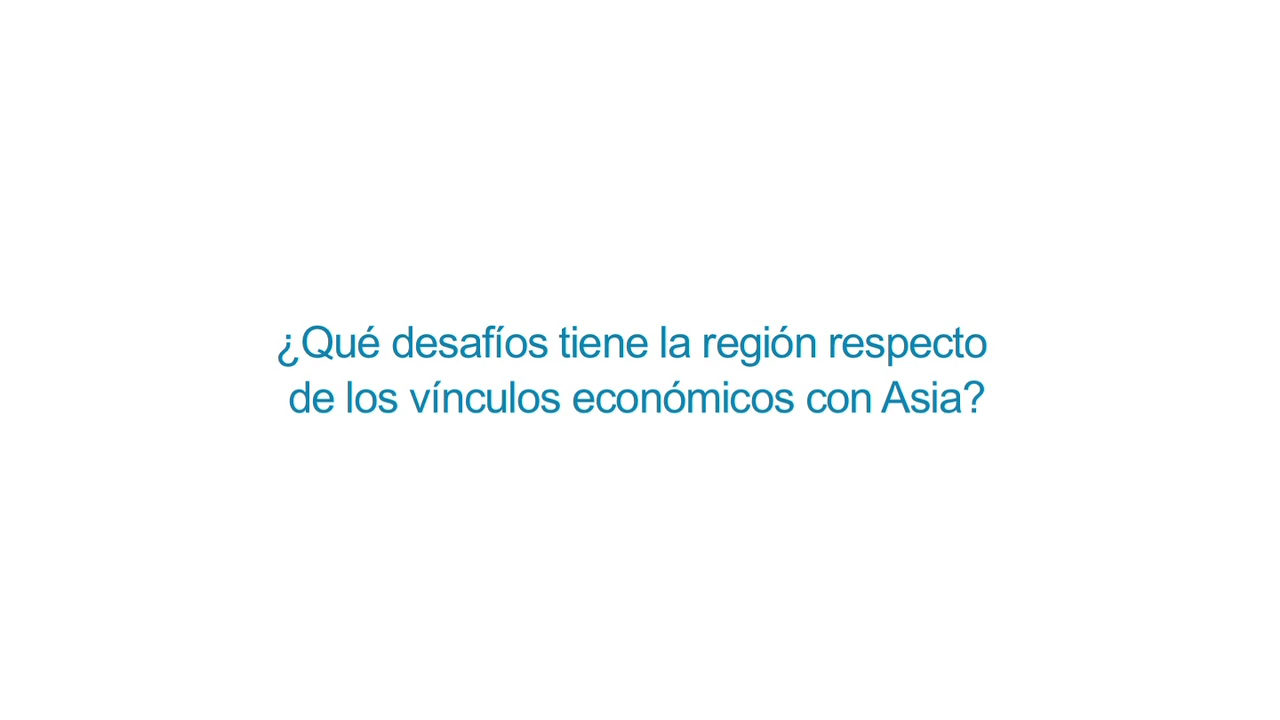 ¿Qué desafíos tiene la región respecto
de los vínculos económicos con Asia?